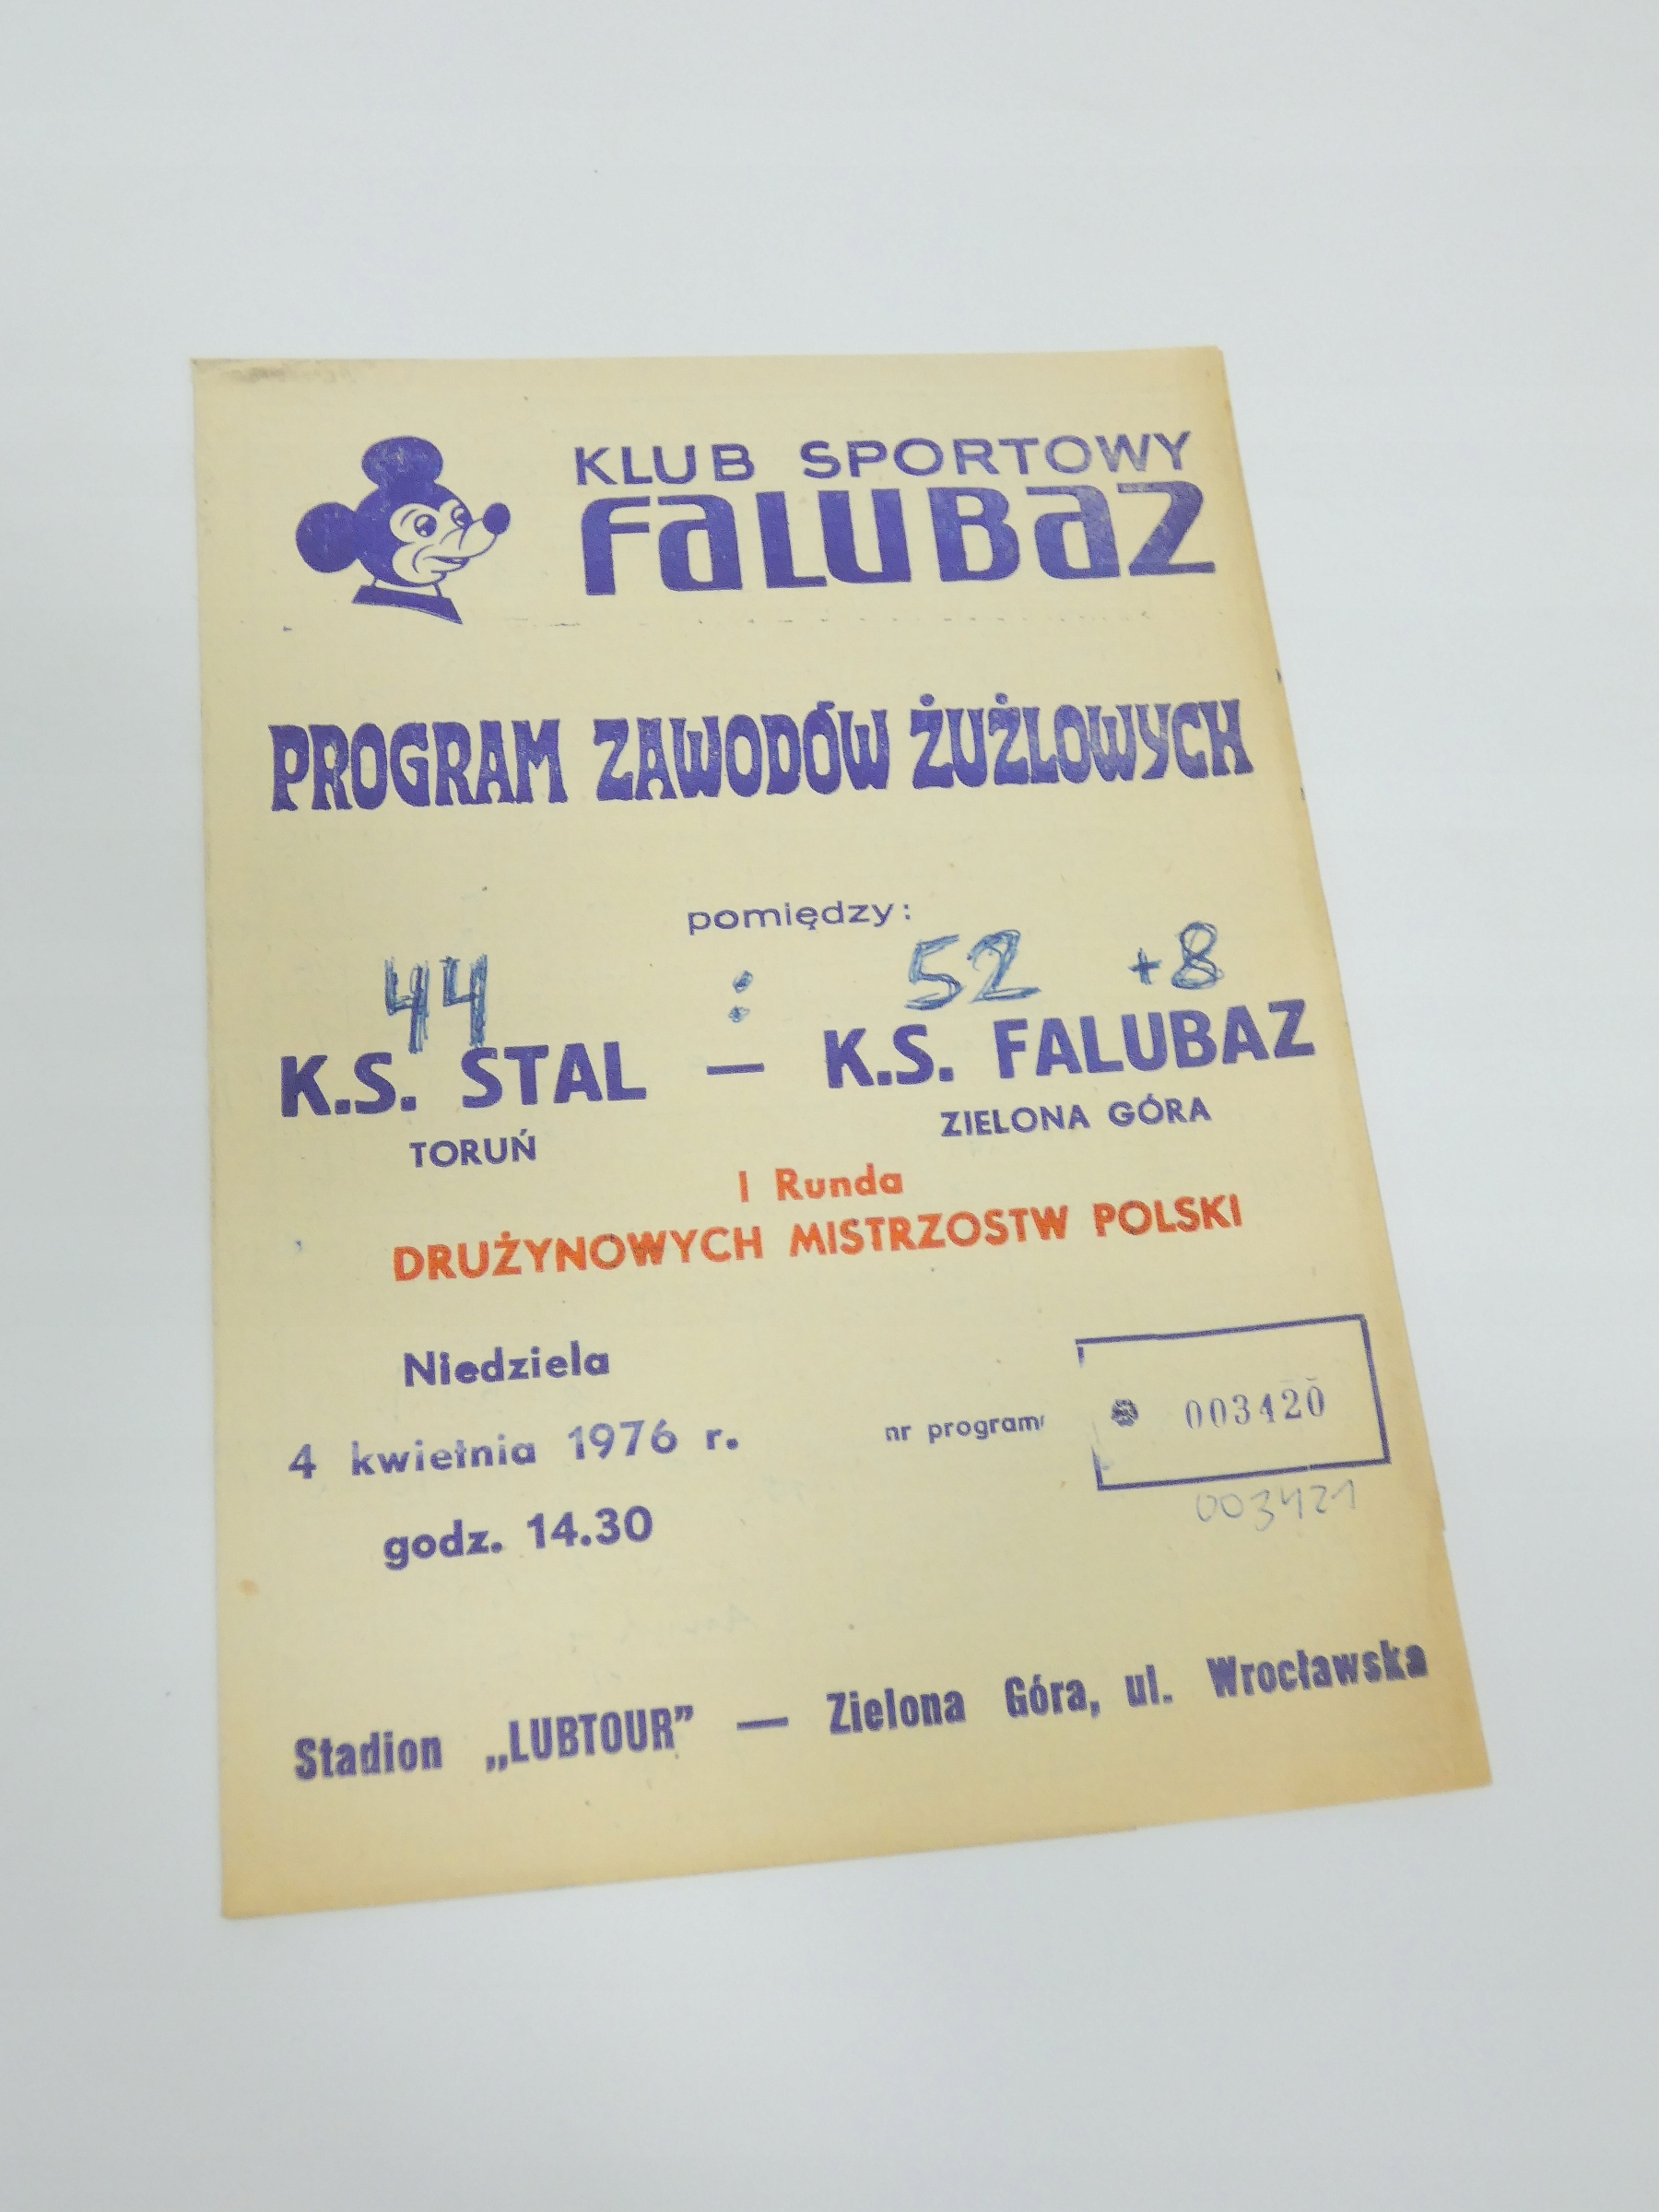 KLUB SPORTOWY
FALUBAZ
PROGRAM ZAWODÓW ŻUŻLOWYCH
pomiędzy:
44 : 52 +8
K.S. STAL — K.S. FALUBAZ
TORUŃ ZIELONA GÓRA
I Runda
DRUŻYNOWYCH MISTRZOSTW POLSKI
Niedziela
4 kwietnia 1976 r.
nr program 003420
003421
godz. 14.30
Stadion „LUBTOUR” — Zielona Góra, ul. Wrocławska